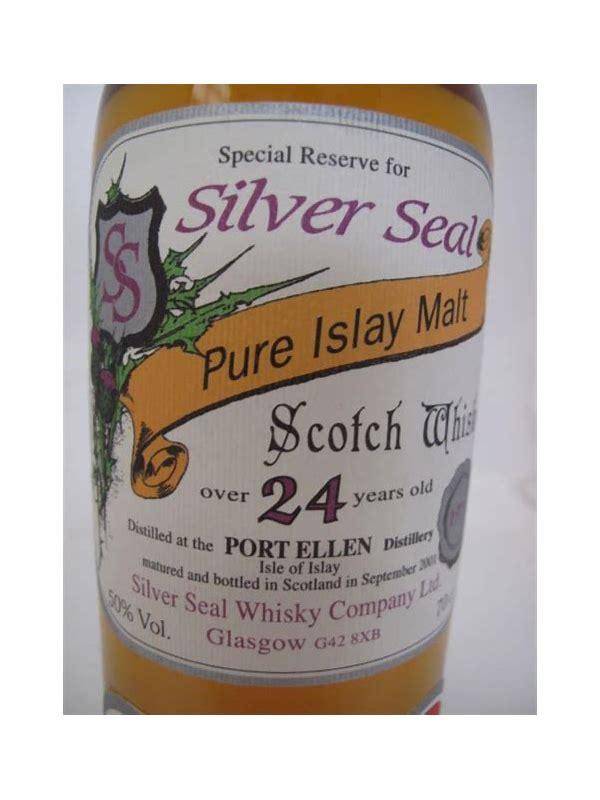 Special Reserve for
Silver Seal
SS
Pure Islay Malt
Scotch
over 24 years old
Distilled at the PORT ELLEN Distillery
Isle of Islay
matured and bottled in Scotland in September
Silver Seal Whisky Company Ltd.
50% Vol.
Glasgow G42 8XB